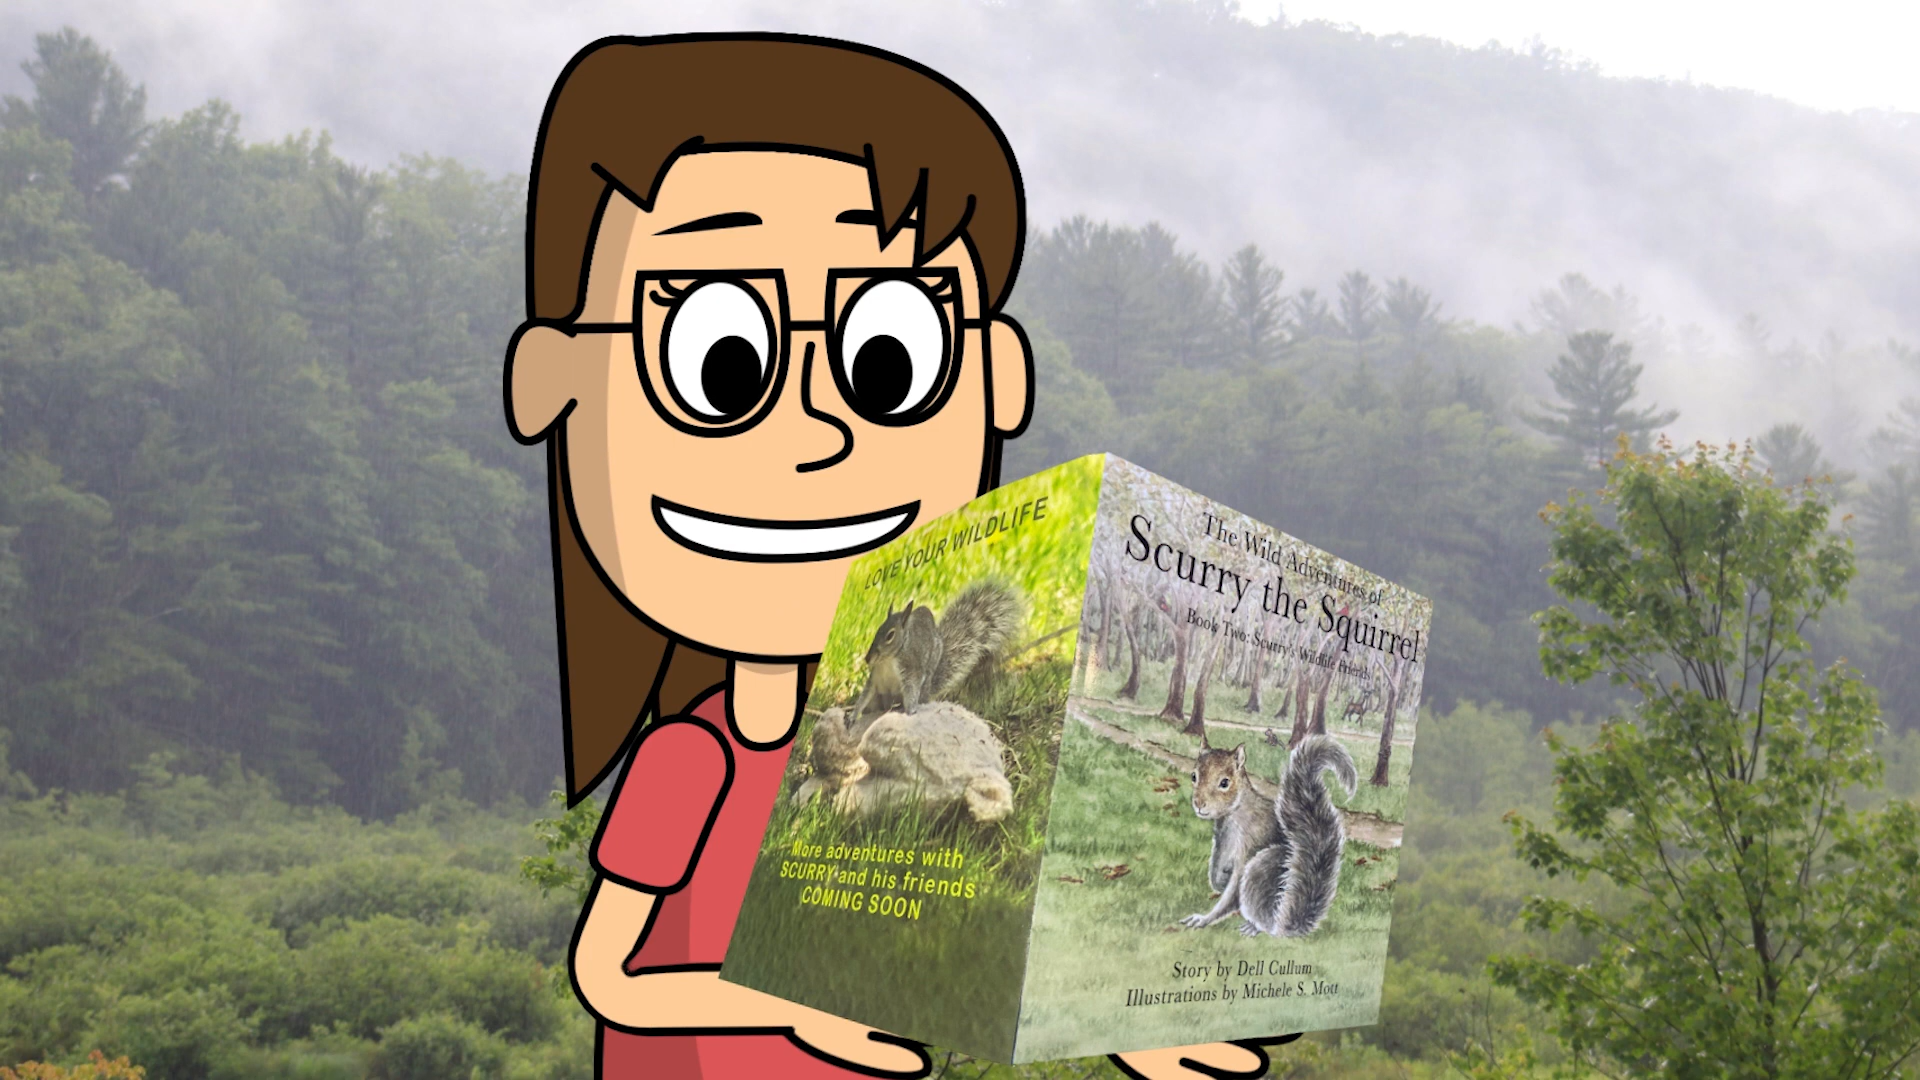 LOVE YOUR WILDLIFE
More adventures with
SCURRY and his friends
COMING SOON
The Wild Adventures of
Scurry the Squirrel
Book Two: Scurry's Wildlife Friends
Story by Dell Cullum
Illustrations by Michele S. Mott